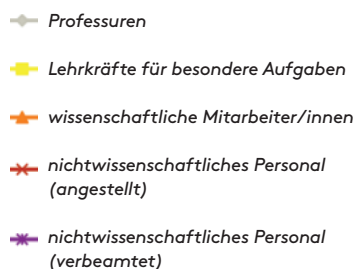 Professuren
Lehrkräfte für besondere Aufgaben
wissenschaftliche Mitarbeiter/innen
nichtwissenschaftliches Personal
(angestellt)
nichtwissenschaftliches Personal
(verbeamtet)